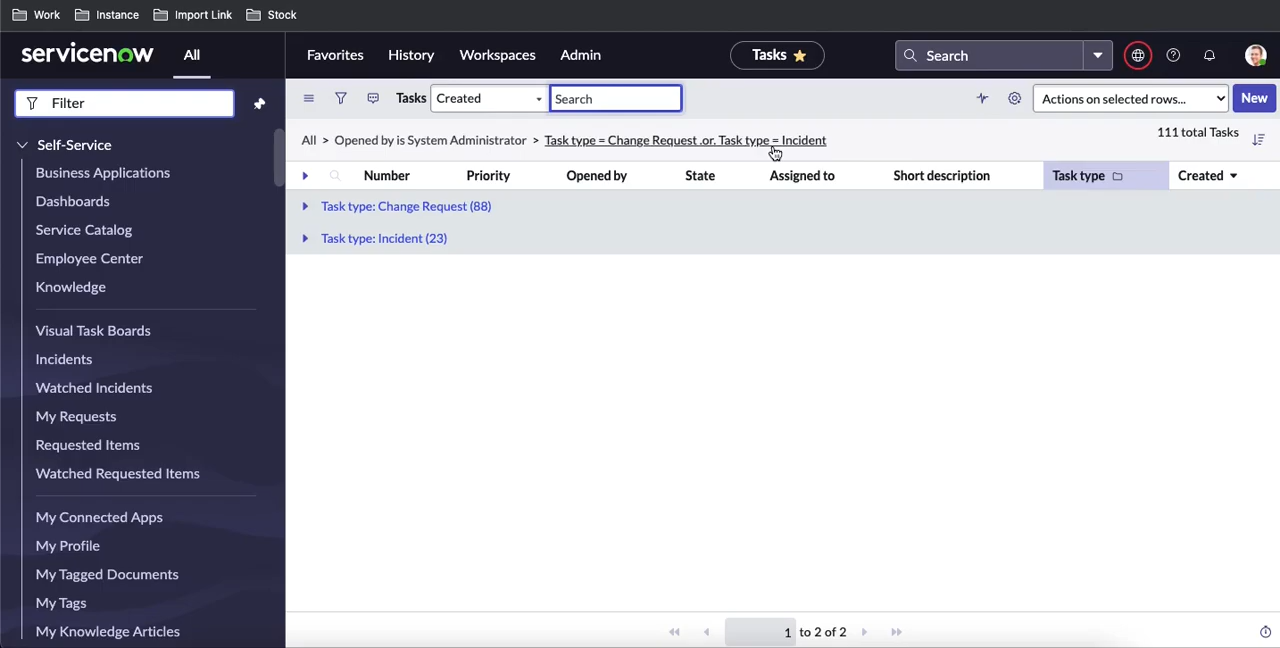 Work Instance Import Link Stock
servicenow All Favorites History Workspaces Admin Tasks Search
Filter
Tasks Created Search Actions on selected rows... New
All > Opened by is System Administrator > Task type = Change Request .or. Task type = Incident
111 total Tasks
Number Priority Opened by State Assigned to Short description Task type Created
Task type: Change Request (88)
Task type: Incident (23)
Self-Service
Business Applications
Dashboards
Service Catalog
Employee Center
Knowledge
Visual Task Boards
Incidents
Watched Incidents
My Requests
Requested Items
Watched Requested Items
My Connected Apps
My Profile
My Tagged Documents
My Tags
My Knowledge Articles
1 to 2 of 2